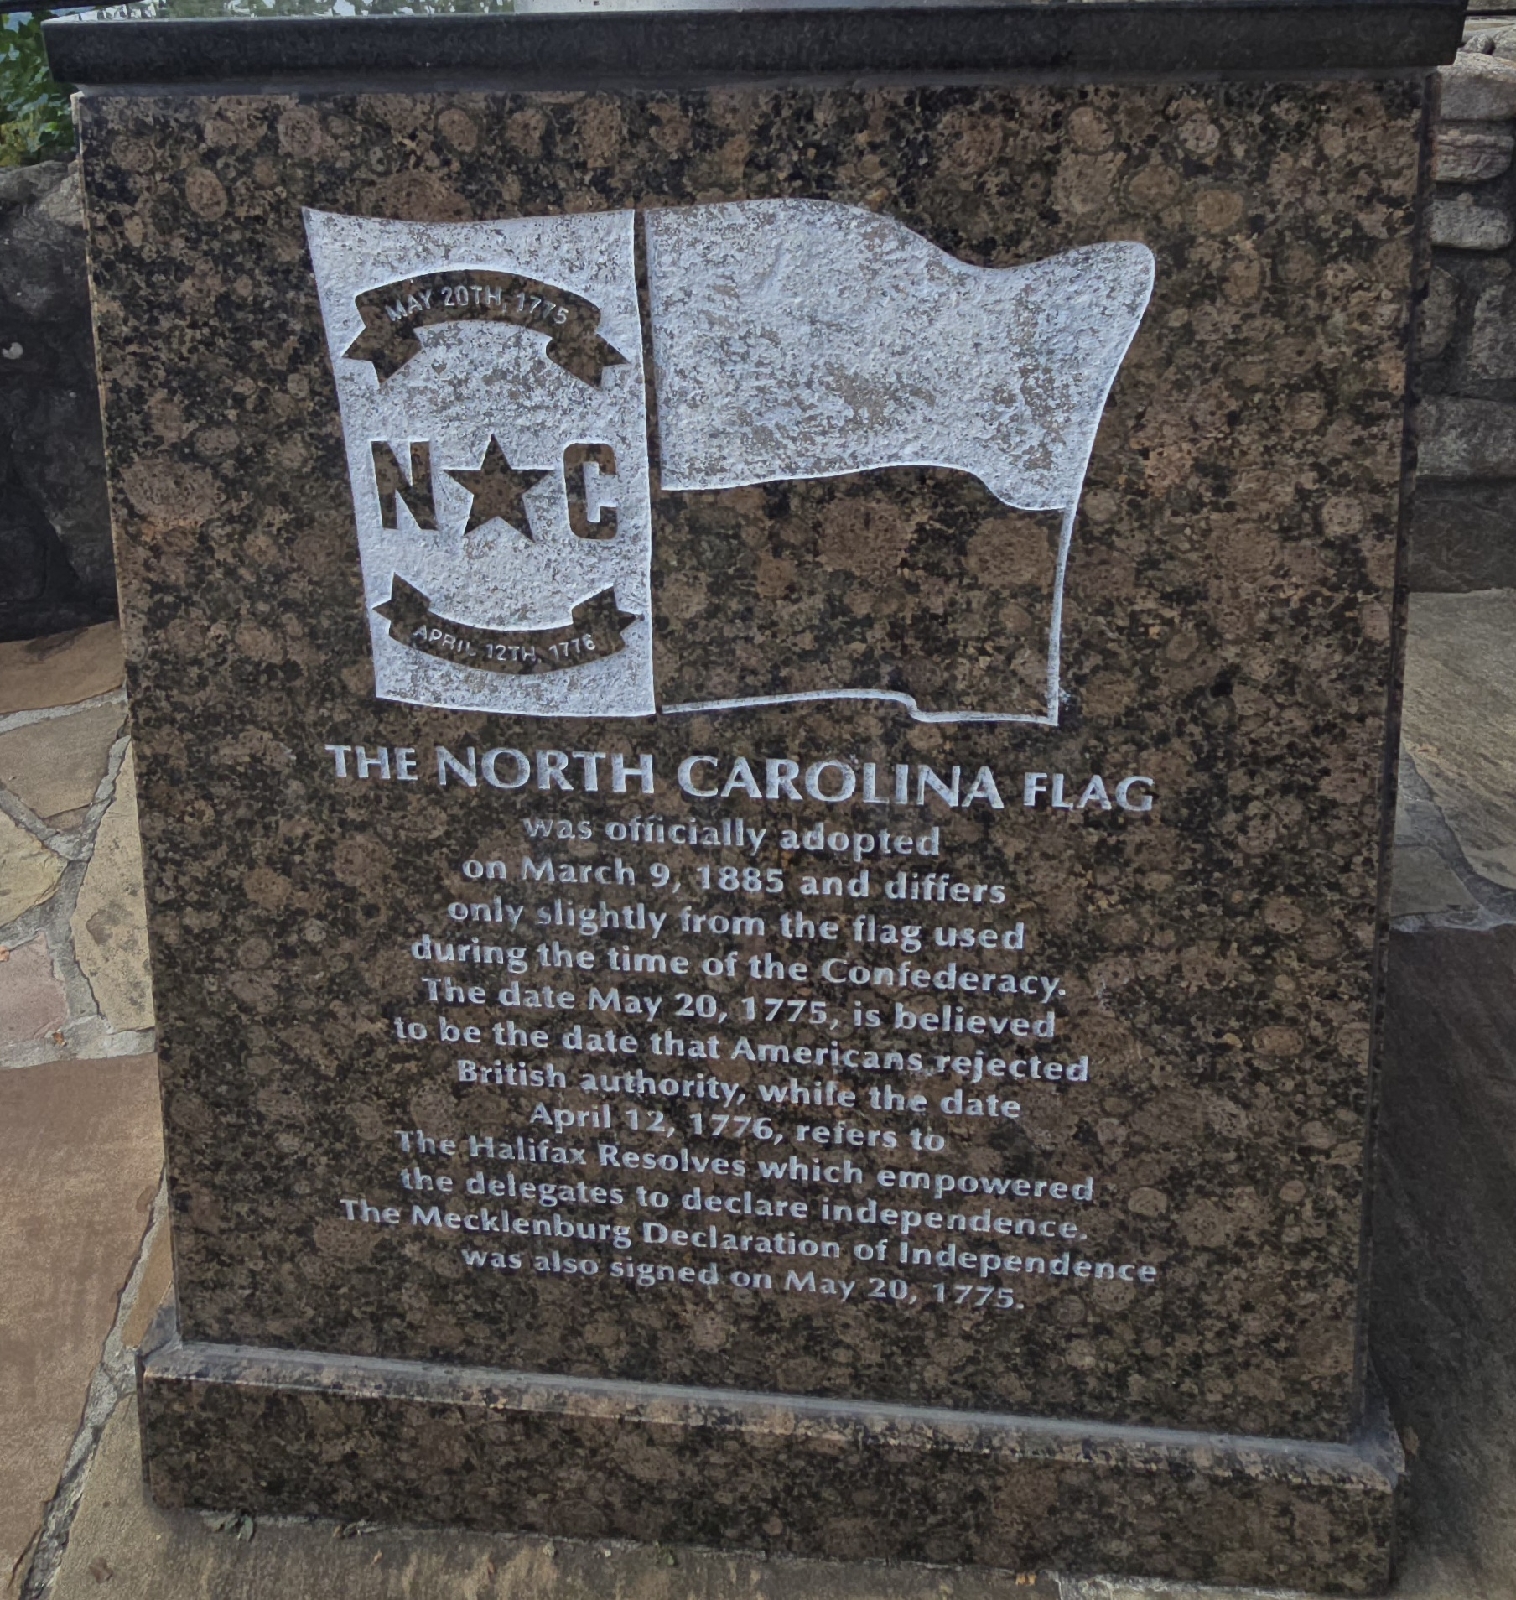 MAY 20TH, 1775
N C
APRIL 12TH, 1776
THE NORTH CAROLINA FLAG
was officially adopted
on March 9, 1885 and differs
only slightly from the flag used
during the time of the Confederacy.
The date May 20, 1775, is believed
to be the date that Americans rejected
British authority, while the date
April 12, 1776, refers to
The Halifax Resolves which empowered
the delegates to declare independence.
The Mecklenburg Declaration of Independence
was also signed on May 20, 1775.